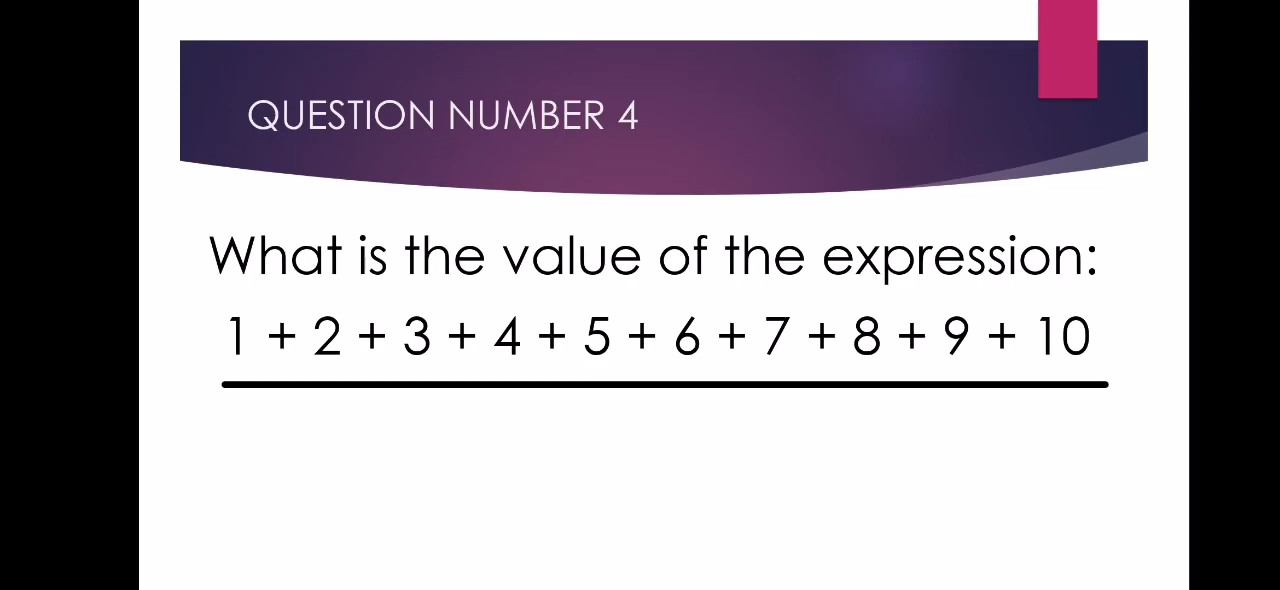 QUESTION NUMBER 4
What is the value of the expression:
1 + 2 + 3 + 4 + 5 + 6 + 7 + 8 + 9 + 10